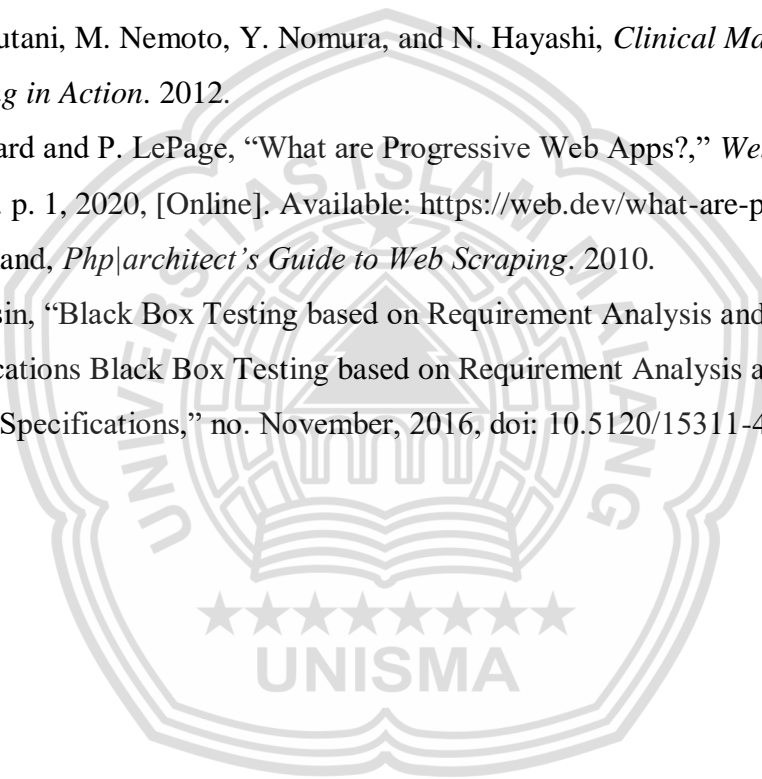 utani, M. Nemoto, Y. Nomura, and N. Hayashi, Clinical Ma
g in Action. 2012.
ard and P. LePage, “What are Progressive Web Apps?,” We
. p. 1, 2020, [Online]. Available: https://web.dev/what-are-p
and, Php|architect’s Guide to Web Scraping. 2010.
sin, “Black Box Testing based on Requirement Analysis and
cations Black Box Testing based on Requirement Analysis a
Specifications,” no. November, 2016, doi: 10.5120/15311-4
UNIVERSITAS ISLAM MALANG
UNISMA